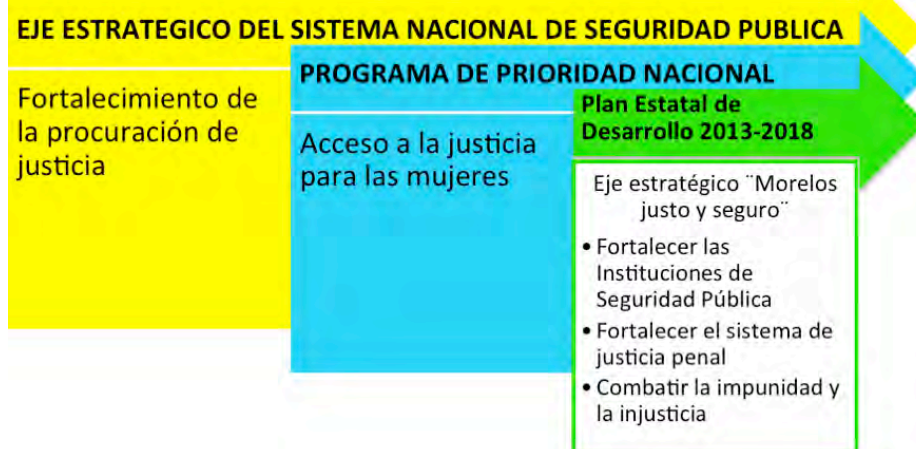 EJE ESTRATEGICO DEL SISTEMA NACIONAL DE SEGURIDAD PUBLICA
Fortalecimiento de
la procuración de
justicia
PROGRAMA DE PRIORIDAD NACIONAL
Acceso a la justicia
para las mujeres
Plan Estatal de
Desarrollo 2013-2018
Eje estratégico ¨Morelos
justo y seguro¨
• Fortalecer las
Instituciones de
Seguridad Pública
• Fortalecer el sistema de
justicia penal
• Combatir la impunidad y
la injusticia